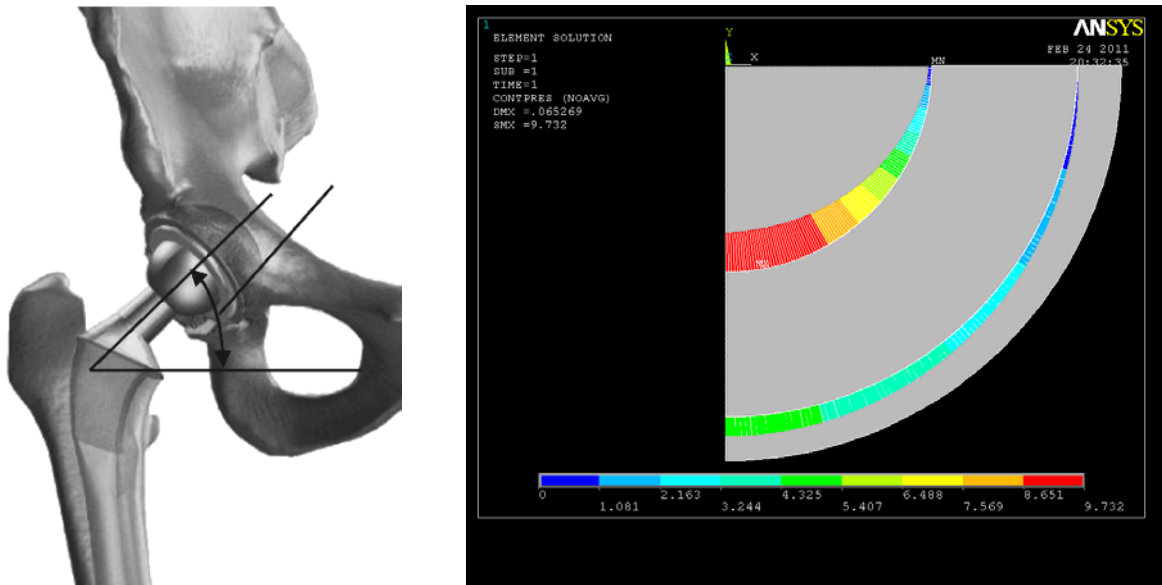 1
ELEMENT SOLUTION
STEP=1
SUB =1
TIME=1
CONTPRES (NOAVG)
DMX =.065269
SMX =9.732
ANSYS
FEB 24 2011
20:32:35
Y
X
MN
0
1.081
2.163
3.244
4.325
5.407
6.488
7.569
8.651
9.732